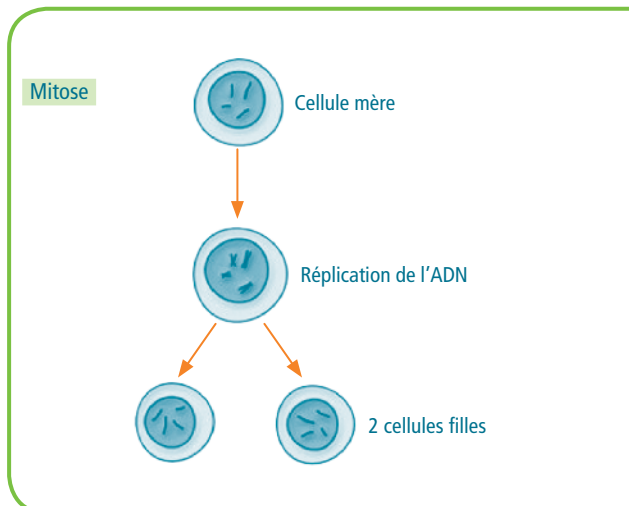 Mitose
Cellule mère
Réplication de l'ADN
2 cellules filles